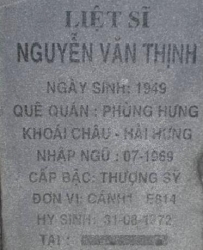 LIỆT SĨ
NGUYỄN VĂN THỊNH
NGÀY SINH: 1949
QUÊ QUÁN: PHÙNG HƯNG
KHOÁI CHÂU - HẢI HƯNG
NHẬP NGŨ: 07-1969
CẤP BẬC: THƯỢNG SỸ
ĐƠN VỊ: E814
HY SINH: 31-08-1972
TẠI: